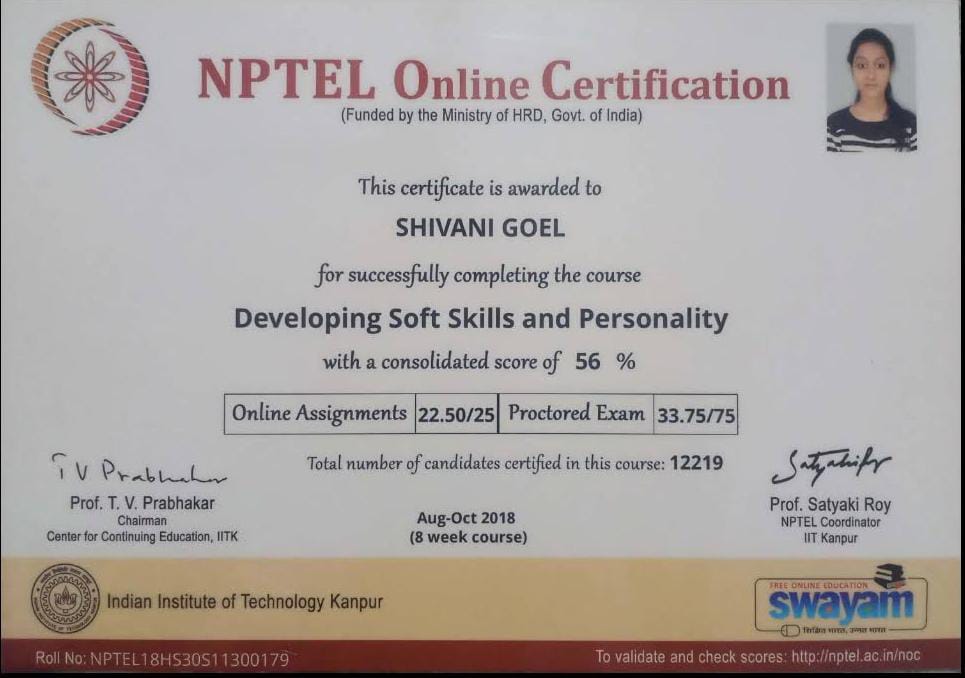 NPTEL Online Certification
(Funded by the Ministry of HRD, Govt. of India)
This certificate is awarded to
SHIVANI GOEL
for successfully completing the course
Developing Soft Skills and Personality
with a consolidated score of 56 %
Online Assignments 22.50/25 Proctored Exam 33.75/75
Total number of candidates certified in this course: 12219
T V Prabhakar
Prof. T. V. Prabhakar
Chairman
Center for Continuing Education, IITK
Aug-Oct 2018
(8 week course)
Prof. Satyaki Roy
NPTEL Coordinator
IIT Kanpur
Indian Institute of Technology Kanpur
FREE ONLINE EDUCATION
swayam
शिक्षित भारत, उन्नत भारत
Roll No: NPTEL18HS30S11300179
To validate and check scores: http://nptel.ac.in/noc